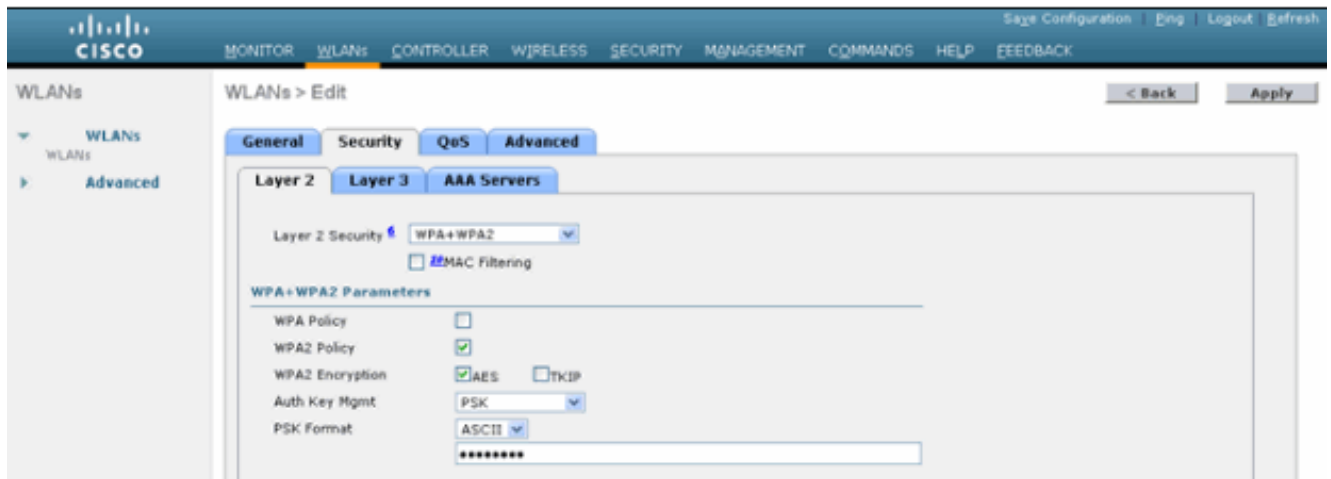 Save Configuration | Ping | Logout | Refresh
CISCO
MONITOR WLANs CONTROLLER WIRELESS SECURITY MANAGEMENT COMMANDS HELP FEEDBACK
WLANs
WLANs > Edit
< Back
Apply
WLANs
WLANs
Advanced
General Security QoS Advanced
Layer 2 Layer 3 AAA Servers
Layer 2 Security 6 WPA+WPA2
MAC Filtering
WPA+WPA2 Parameters
WPA Policy
WPA2 Policy
WPA2 Encryption AES TKIP
Auth Key Mgmt PSK
PSK Format ASCII
••••••••